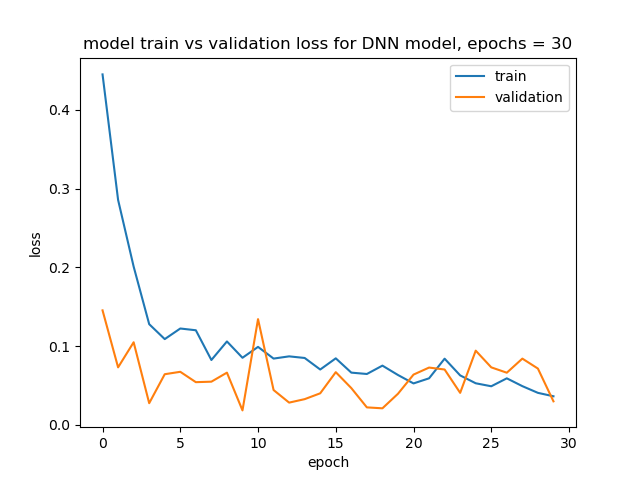 model train vs validation loss for DNN model, epochs = 30
train
validation
0.4
0.3
0.2
0.1
0.0
loss
0 5 10 15 20 25 30
epoch